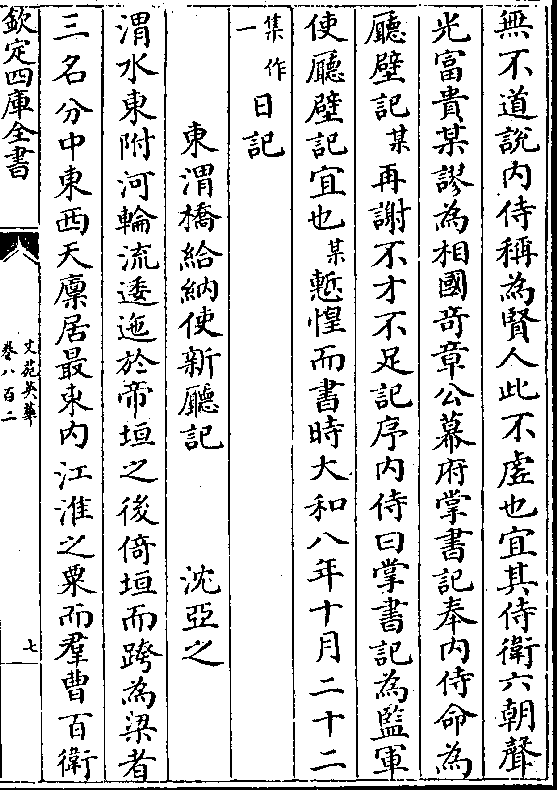 無不道說内侍稱為賢人此不虚也宜其侍衛六朝聲
光富貴某謬為相國竒章公幕府掌書記奉内侍命為
廳壁記某再謝不才不足記序内侍曰掌書記為監軍
使廳壁記宜也某慙惶而書時大和八年十月二十二
集作一日記
東渭橋給納使新廳記 沈亞之
渭水東附河輪流逶迤於帝垣之後倚垣而跨為梁者
三名分中東西天廪居最東内江淮之粟而羣曹百衛
欽定四庫全書
文苑英華
卷八百二
七